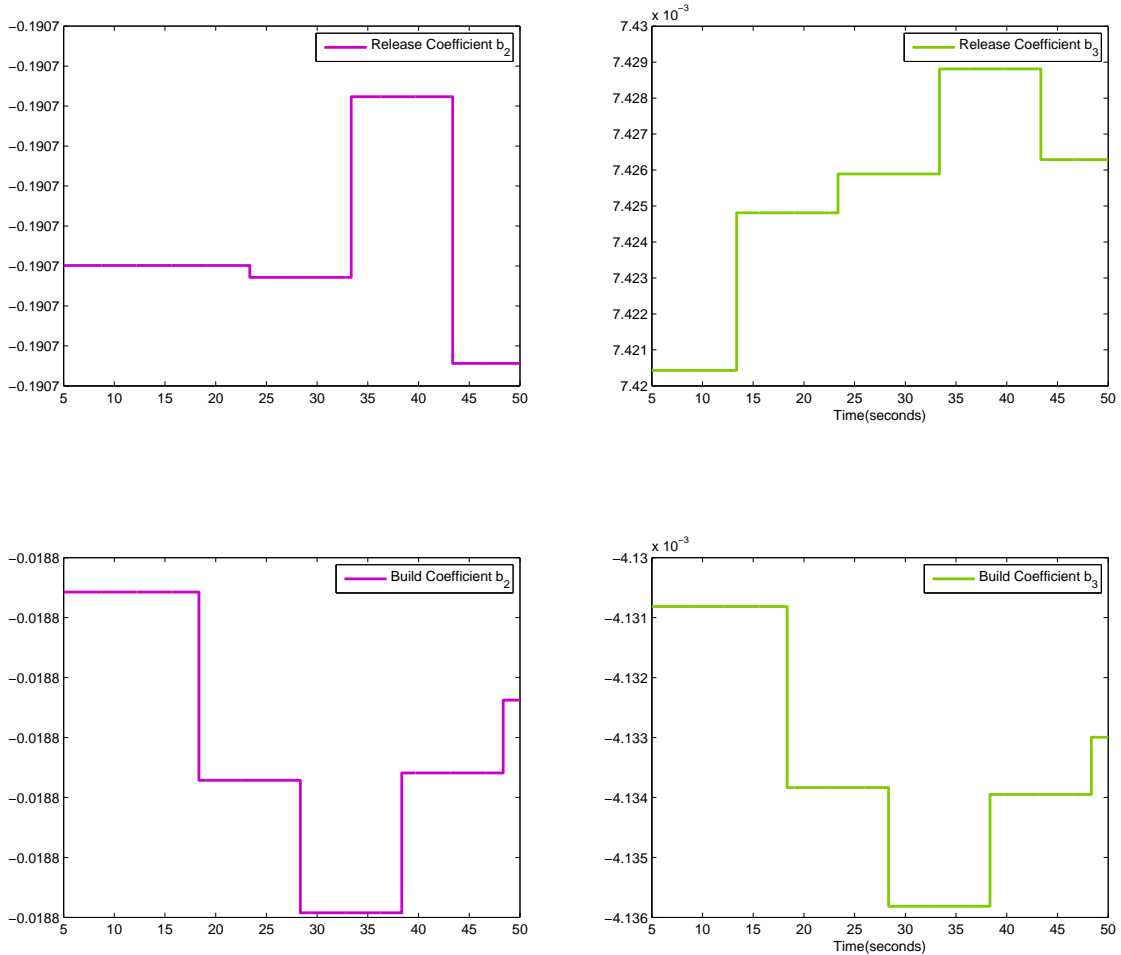 −0.1907
Release Coefficient b2
−0.1907
−0.1907
−0.1907
−0.1907
−0.1907
−0.1907
−0.1907
−0.1907
−0.1907
5 10 15 20 25 30 35 40 45 50
x 10−3
7.43
Release Coefficient b3
7.429
7.428
7.427
7.426
7.425
7.424
7.423
7.422
7.421
7.42
5 10 15 20 25 30 35 40 45 50
Time(seconds)
−0.0188
Build Coefficient b2
−0.0188
−0.0188
−0.0188
−0.0188
−0.0188
−0.0188
5 10 15 20 25 30 35 40 45 50
x 10−3
−4.13
Build Coefficient b3
−4.131
−4.132
−4.133
−4.134
−4.135
−4.136
5 10 15 20 25 30 35 40 45 50
Time(seconds)